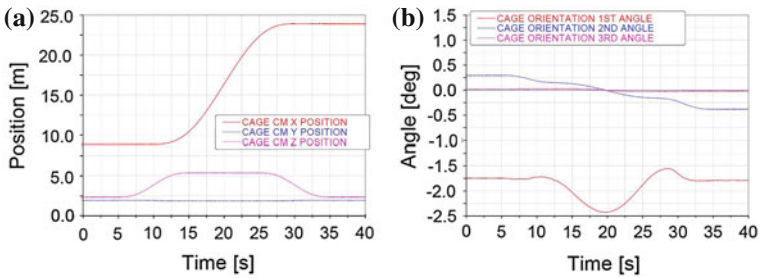 (a)
Position [m]
25.0
20.0
15.0
10.0
5.0
0.0
CAGE CM X POSITION
CAGE CM Y POSITION
CAGE CM Z POSITION
0 5 10 15 20 25 30 35 40
Time [s]
(b)
Angle [deg]
1.5
1.0
0.5
0.0
-0.5
-1.0
-1.5
-2.0
-2.5
CAGE ORIENTATION 1ST ANGLE
CAGE ORIENTATION 2ND ANGLE
CAGE ORIENTATION 3RD ANGLE
0 5 10 15 20 25 30 35 40
Time [s]